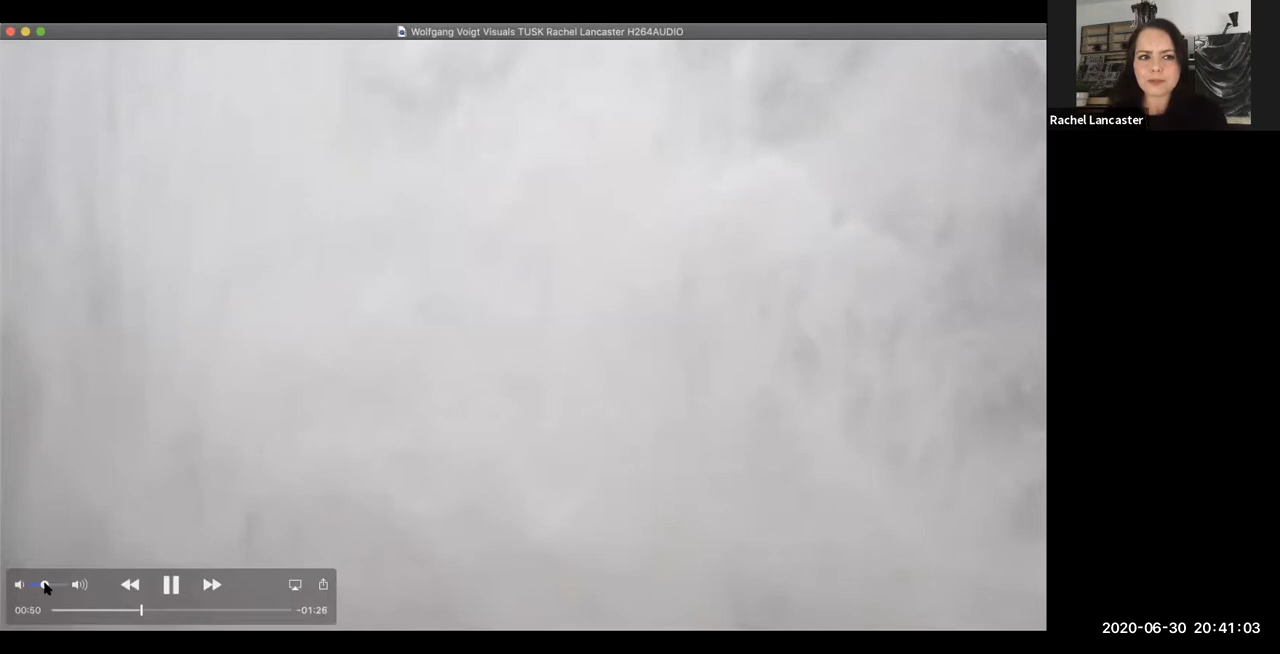 Wolfgang Voigt Visuals TUSK Rachel Lancaster H264AUDIO
Rachel Lancaster
00:50
-01:26
2020-06-30 20:41:03